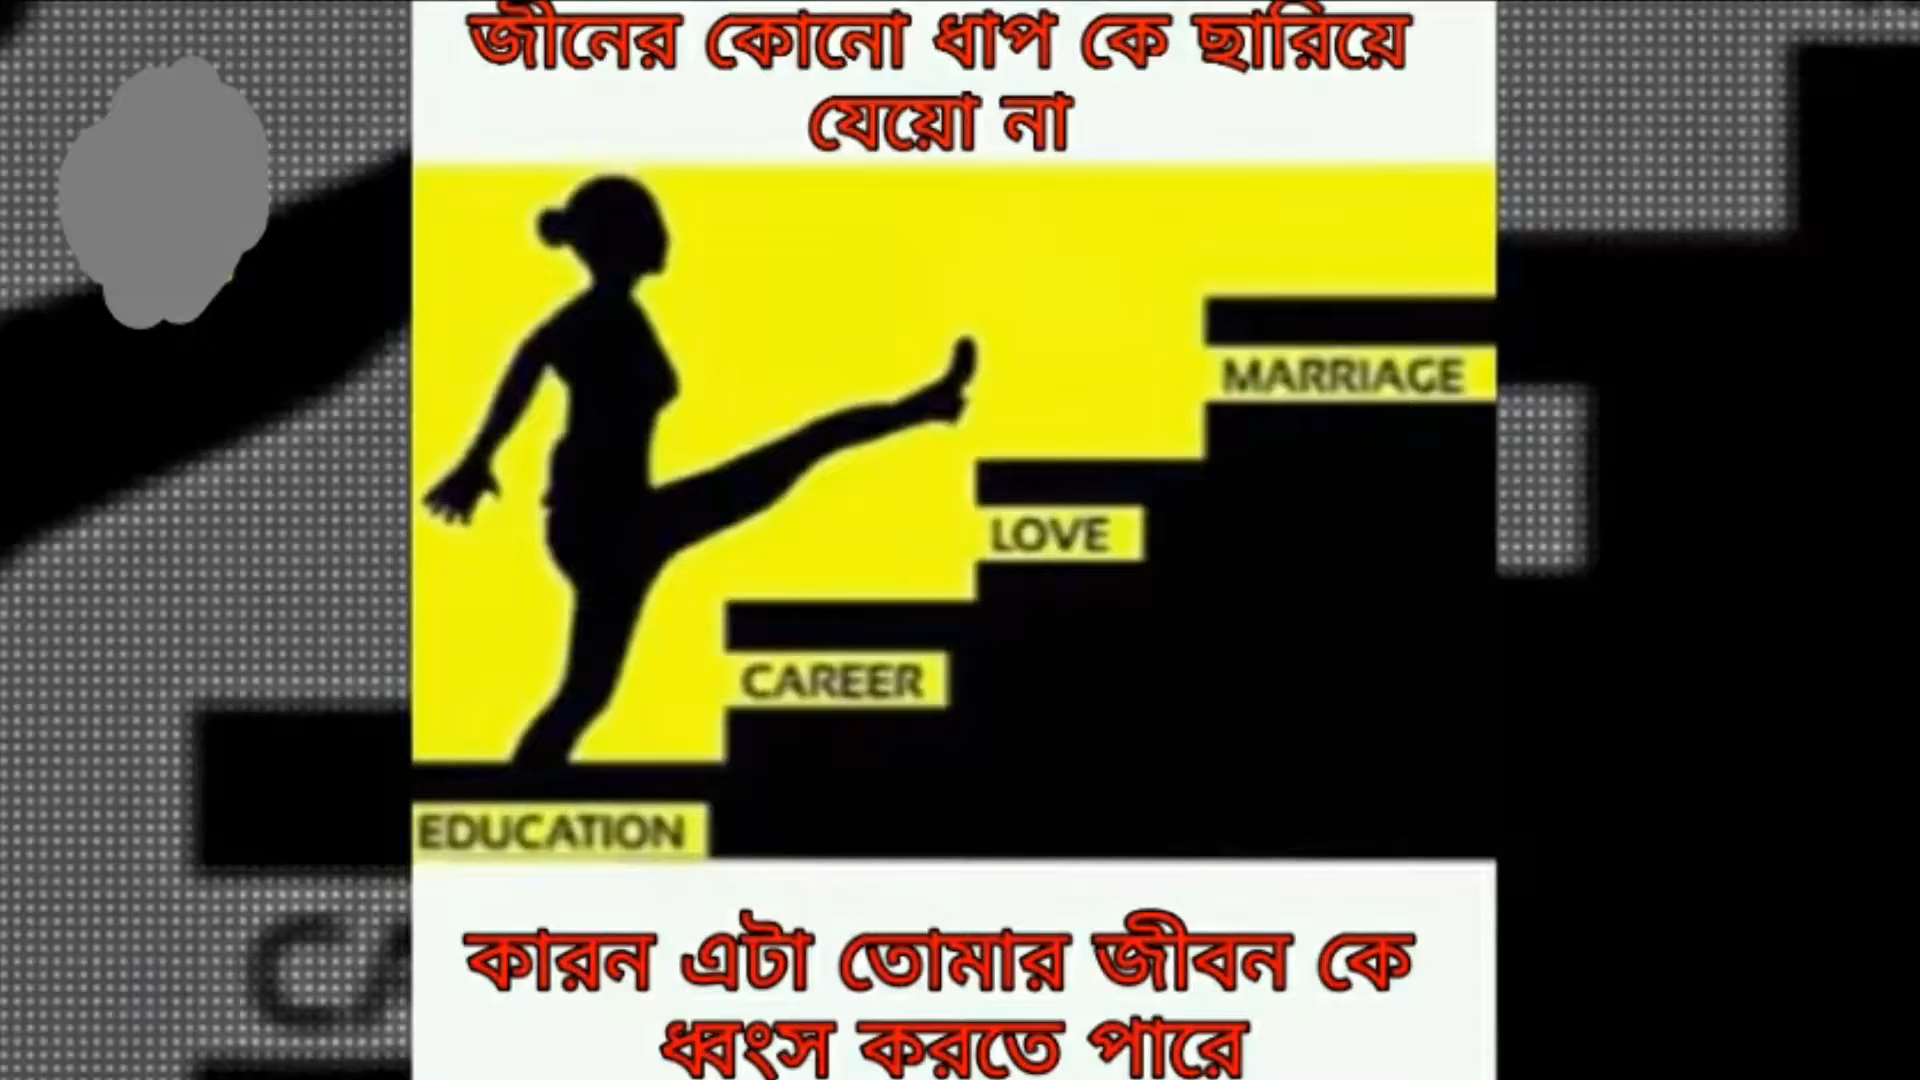 জীনের কোনো ধাপ কে ছারিয়ে
যেয়ো না
MARRIAGE
LOVE
CAREER
EDUCATION
কারন এটা তোমার জীবন কে
ধ্বংস করতে পারে